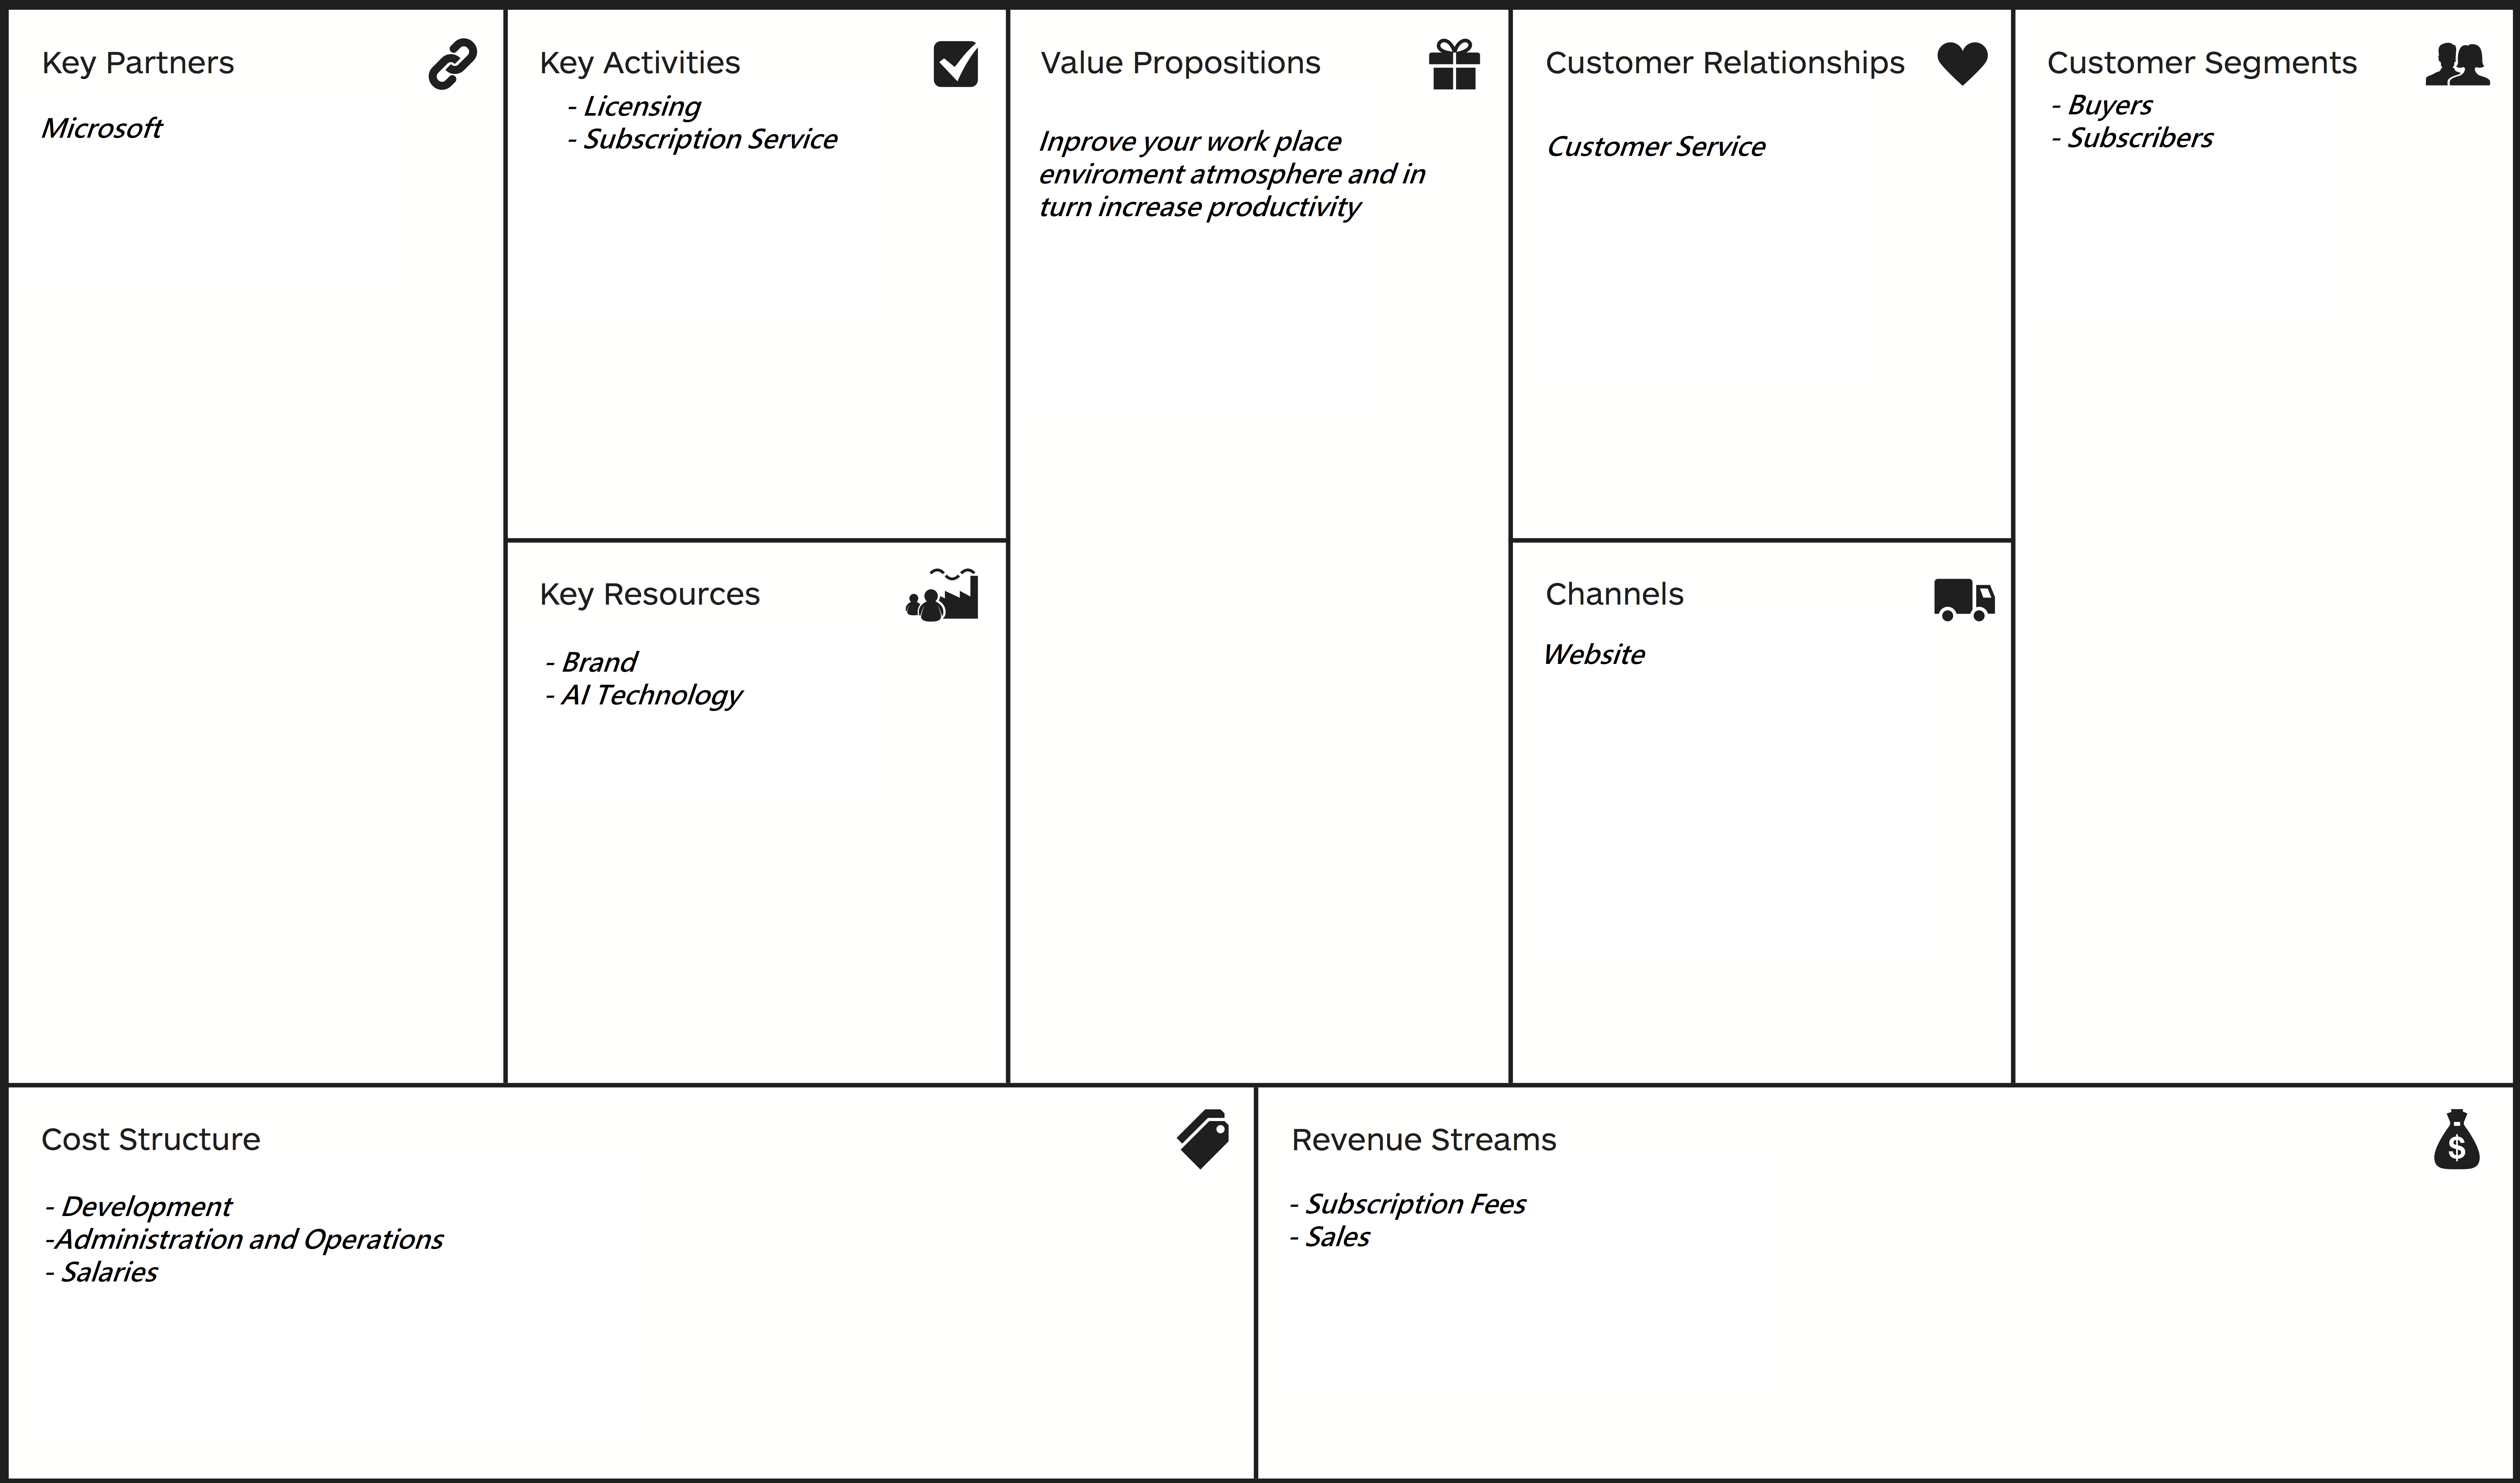 Key Partners
Microsoft
Key Activities
- Licensing
- Subscription Service
Key Resources
- Brand
- AI Technology
Value Propositions
Inprove your work place
enviroment atmosphere and in
turn increase productivity
Customer Relationships
Customer Service
Channels
Website
Customer Segments
- Buyers
- Subscribers
Cost Structure
- Development
-Administration and Operations
- Salaries
Revenue Streams
$
- Subscription Fees
- Sales